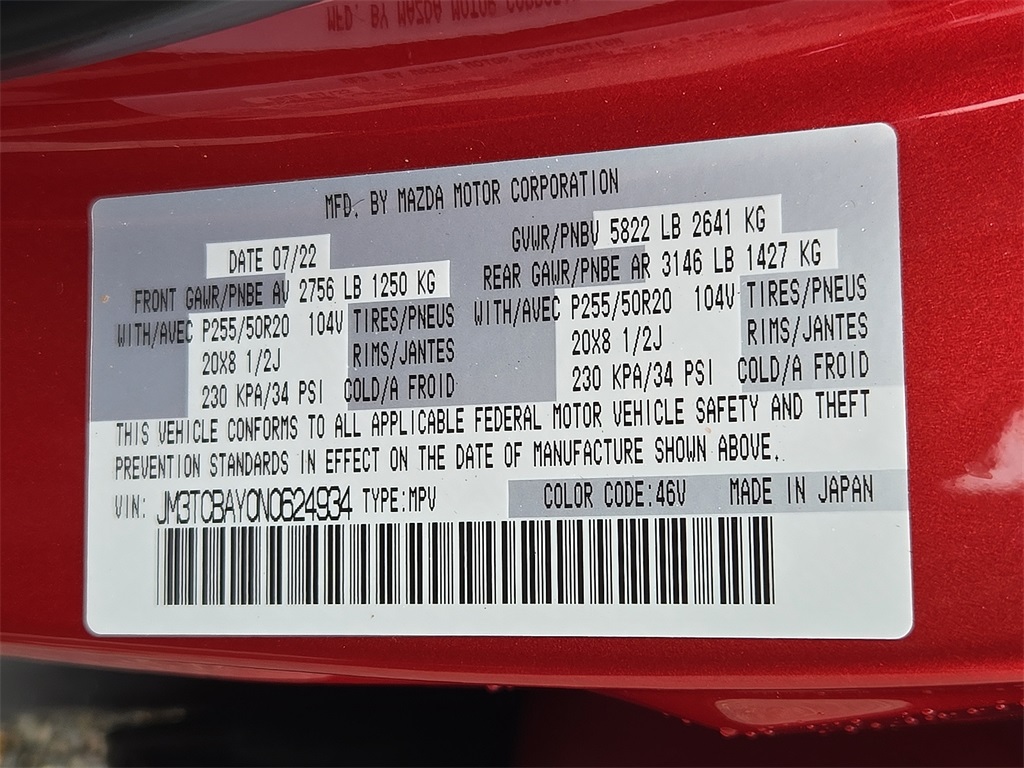 MFD. BY MAZDA MOTOR CORPORATION
DATE 07/22
GVWR/PNBV 5822 LB 2641 KG
FRONT GAWR/PNBE AV 2756 LB 1250 KG
REAR GAWR/PNBE AR 3146 LB 1427 KG
WITH/AVEC P255/50R20 104V TIRES/PNEUS
WITH/AVEC P255/50R20 104V TIRES/PNEUS
20X8 1/2J RIMS/JANTES
20X8 1/2J RIMS/JANTES
230 KPA/34 PSI COLD/A FROID
230 KPA/34 PSI COLD/A FROID
THIS VEHICLE CONFORMS TO ALL APPLICABLE FEDERAL MOTOR VEHICLE SAFETY AND THEFT
PREVENTION STANDARDS IN EFFECT ON THE DATE OF MANUFACTURE SHOWN ABOVE.
VIN: JM3TCBAY0N0624934 TYPE:MPV COLOR CODE:46V MADE IN JAPAN